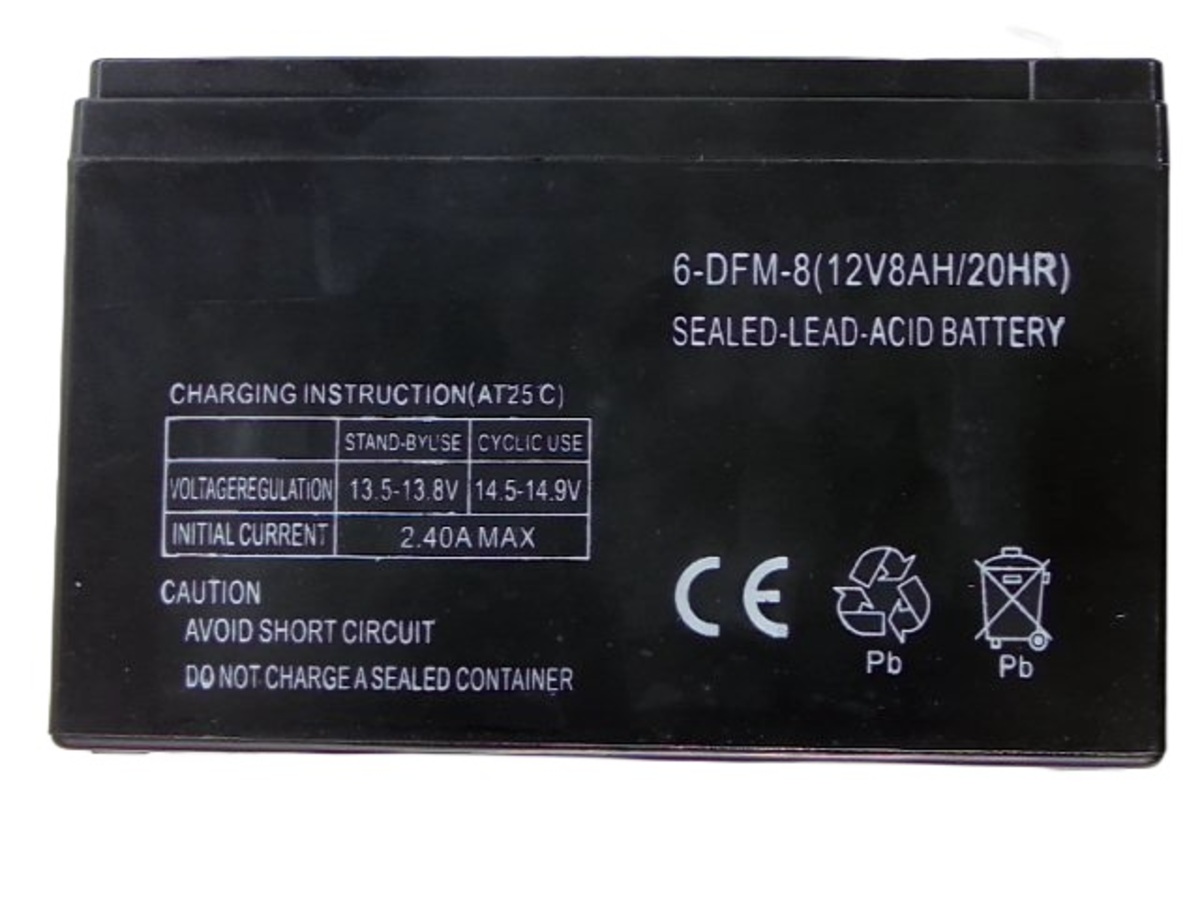 6-DFM-8(12V8AH/20HR)
SEALED-LEAD-ACID BATTERY
CHARGING INSTRUCTION(AT25°C)
STAND-BYUSE CYCLIC USE
VOLTAGEREGULATION 13.5-13.8V 14.5-14.9V
INITIAL CURRENT 2.40A MAX
CAUTION
AVOID SHORT CIRCUIT
DO NOT CHARGE A SEALED CONTAINER
CE
Pb Pb